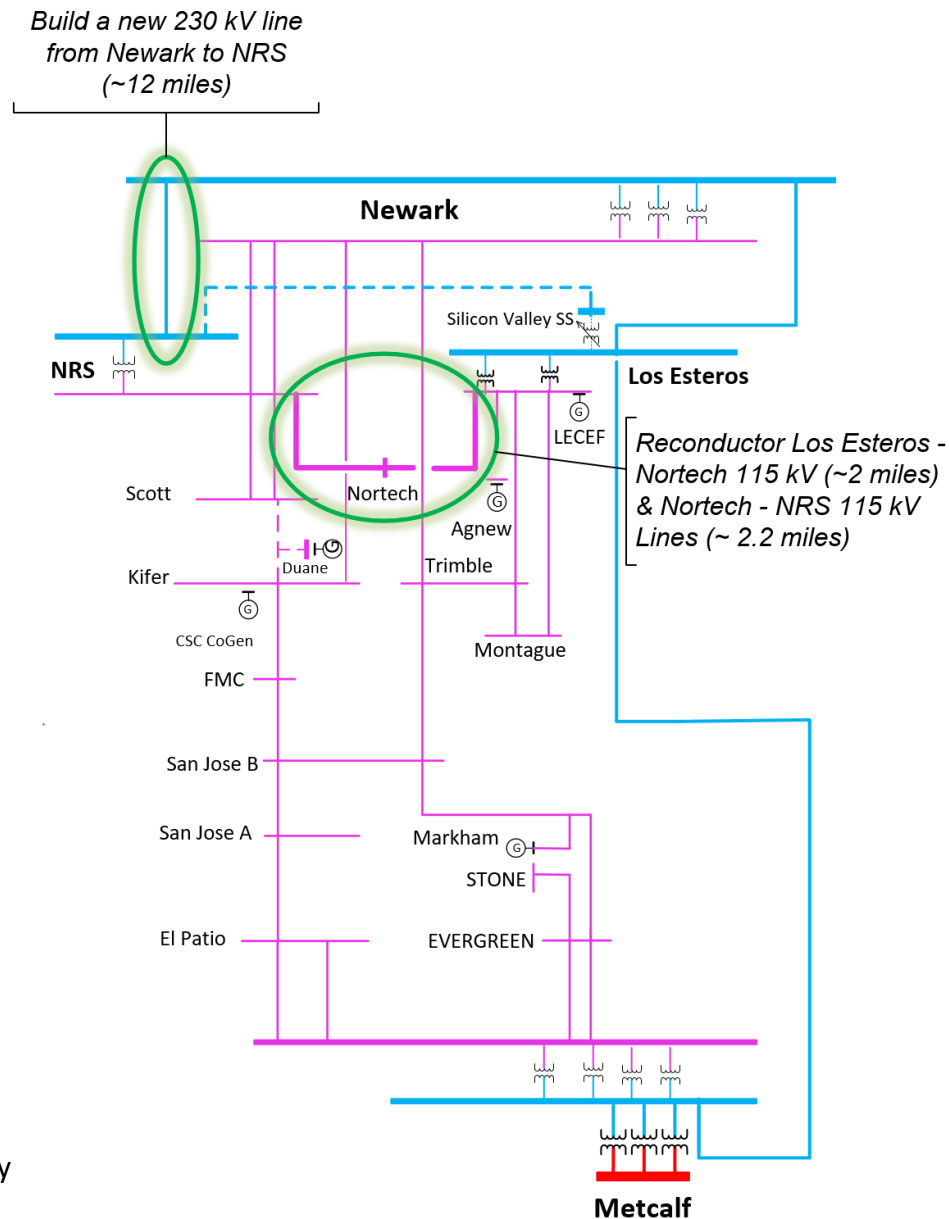 Build a new 230 kV line
from Newark to NRS
(~12 miles)
Newark
Silicon Valley SS
NRS
Los Esteros
G
LECEF
Reconductor Los Esteros -
Nortech 115 kV (~2 miles)
& Nortech - NRS 115 kV
Lines (~ 2.2 miles)
Scott
Nortech
G
Agnew
G
Duane
Trimble
Kifer
G
CSC CoGen
Montague
FMC
San Jose B
San Jose A
Markham
G
STONE
El Patio
EVERGREEN
y
Metcalf